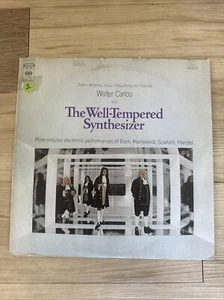 Walter Carlos
The Well-Tempered
Synthesizer
More virtuoso electronic performances of Bach, Monteverdi, Scarlatti, Handel